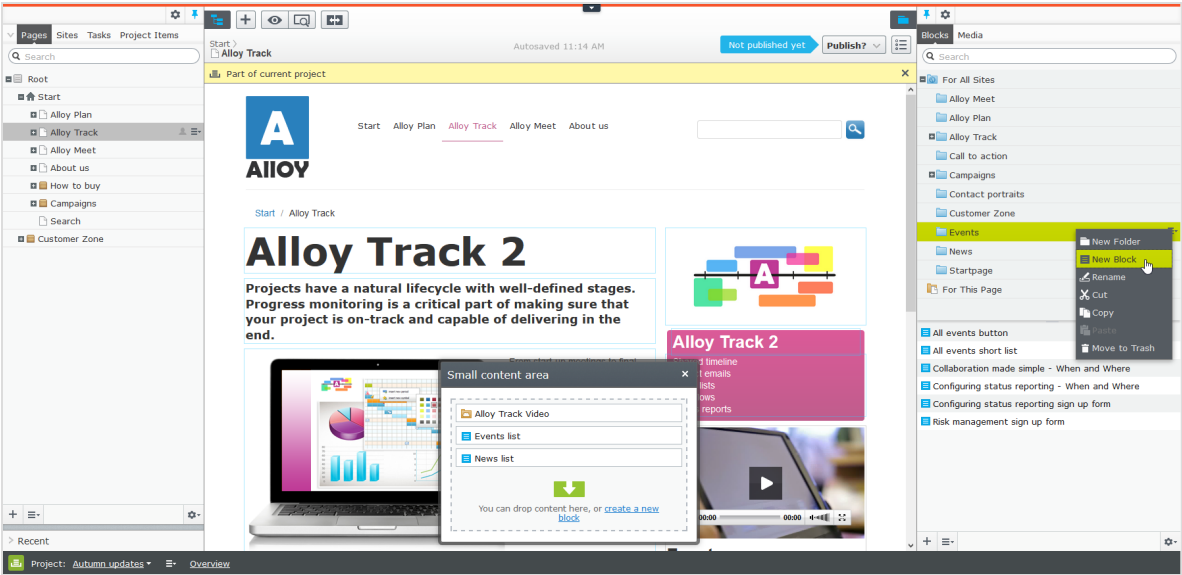 Pages Sites Tasks Project Items
Search
Root
Start
Alloy Plan
Alloy Track
Alloy Meet
About us
How to buy
Campaigns
Search
Customer Zone
Recent
Start
Alloy Track
Autosaved 11:14 AM
Not published yet
Publish?
Part of current project
A
Alloy
Start Alloy Plan Alloy Track Alloy Meet About us
Start / Alloy Track
Alloy Track 2
Projects have a natural lifecycle with well-defined stages.
Progress monitoring is a critical part of making sure that
your project is on-track and capable of delivering in the
end.
A
Alloy Track 2
timeline
emails
lists
reports
00:00 00:00
Small content area
Alloy Track Video
Events list
News list
You can drop content here, or create a new
block
Blocks Media
Search
For All Sites
Alloy Meet
Alloy Plan
Alloy Track
Call to action
Campaigns
Contact portraits
Customer Zone
Events
News
Startpage
For This Page
New Folder
New Block
Rename
Cut
Copy
Paste
Move to Trash
All events button
All events short list
Collaboration made simple - When and Where
Configuring status reporting - When and Where
Configuring status reporting sign up form
Risk management sign up form
Project: Autumn updates Overview